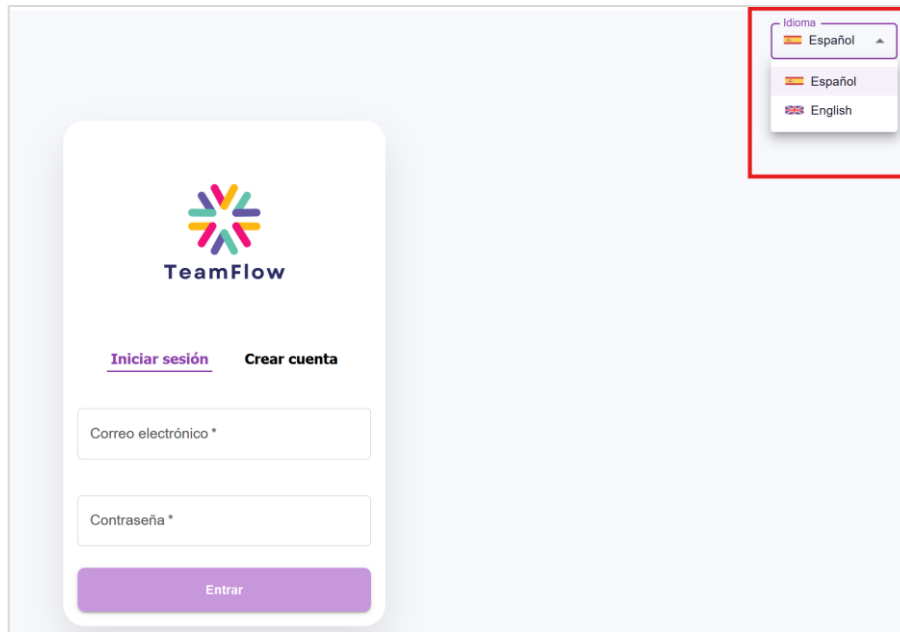 Idioma
Español
Español
English
TeamFlow
Iniciar sesión Crear cuenta
Correo electrónico *
Contraseña *
Entrar